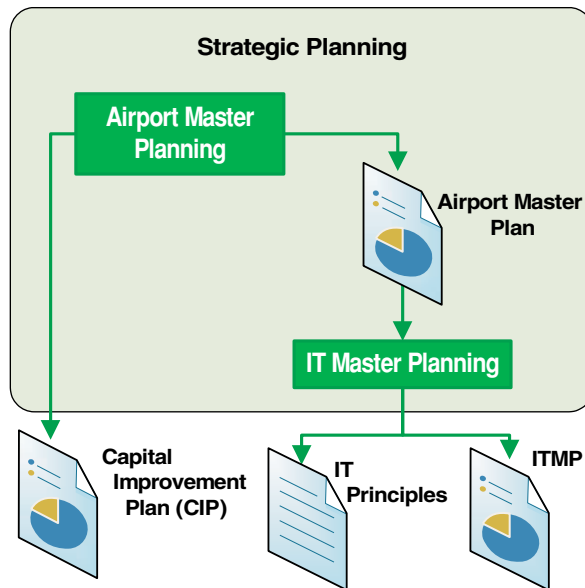 Strategic Planning
Airport Master
Planning
Airport Master
Plan
IT Master Planning
Capital
Improvement
Plan (CIP)
IT
Principles
ITMP